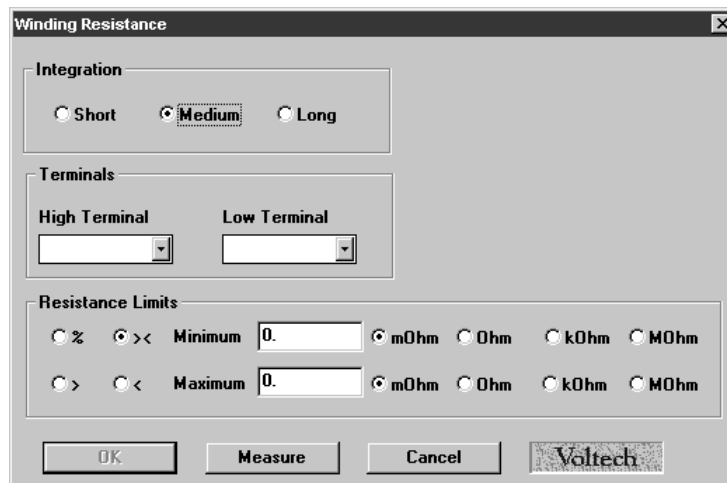 Winding Resistance
Integration
Short Medium Long
Terminals
High Terminal Low Terminal
Resistance Limits
% >< Minimum 0. mOhm Ohm kOhm MOhm
> < Maximum 0. mOhm Ohm kOhm MOhm
OK Measure Cancel Voltech